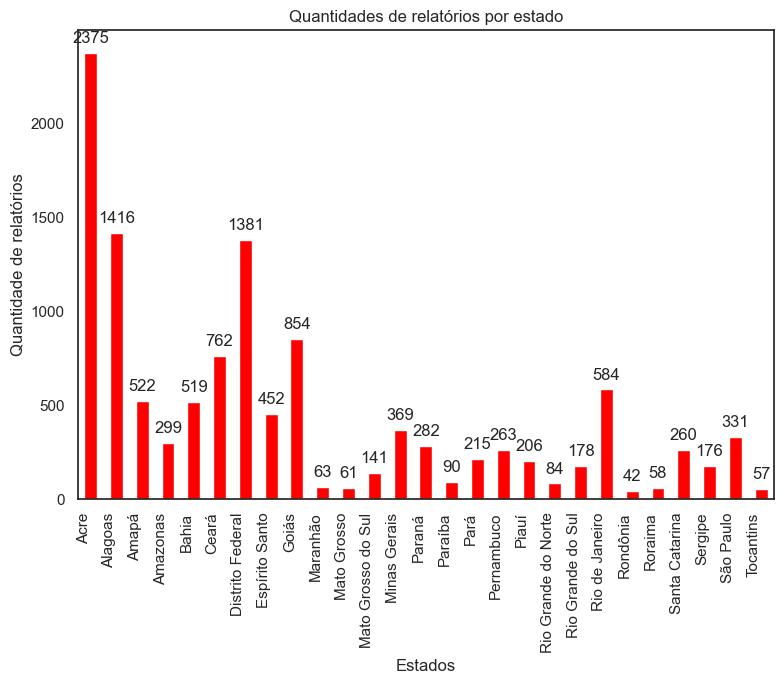 Quantidades de relatórios por estado
Quantidade de relatórios
2000
1500
1000
500
0
2375
1416
522
299
519
762
1381
452
854
63
61
141
369
282
90
215
263
206
84
178
584
42
58
260
176
331
57
Acre
Alagoas
Amapá
Amazonas
Bahia
Ceará
Distrito Federal
Espírito Santo
Goiás
Maranhão
Mato Grosso
Mato Grosso do Sul
Minas Gerais
Paraná
Paraíba
Pará
Pernambuco
Piauí
Rio Grande do Norte
Rio Grande do Sul
Rio de Janeiro
Rondônia
Roraima
Santa Catarina
Sergipe
São Paulo
Tocantins
Estados